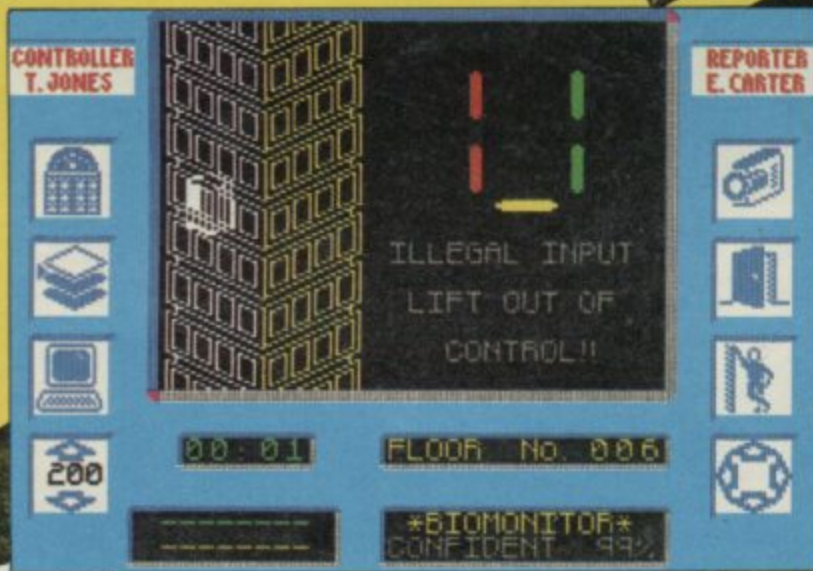 CONTROLLER
T. JONES
REPORTER
E. CARTER
ILLEGAL INPUT
LIFT OUT OF
CONTROL!!
200
00:01
FLOOR No. 006
*BIOMONITOR*
CONFIDENT 99%